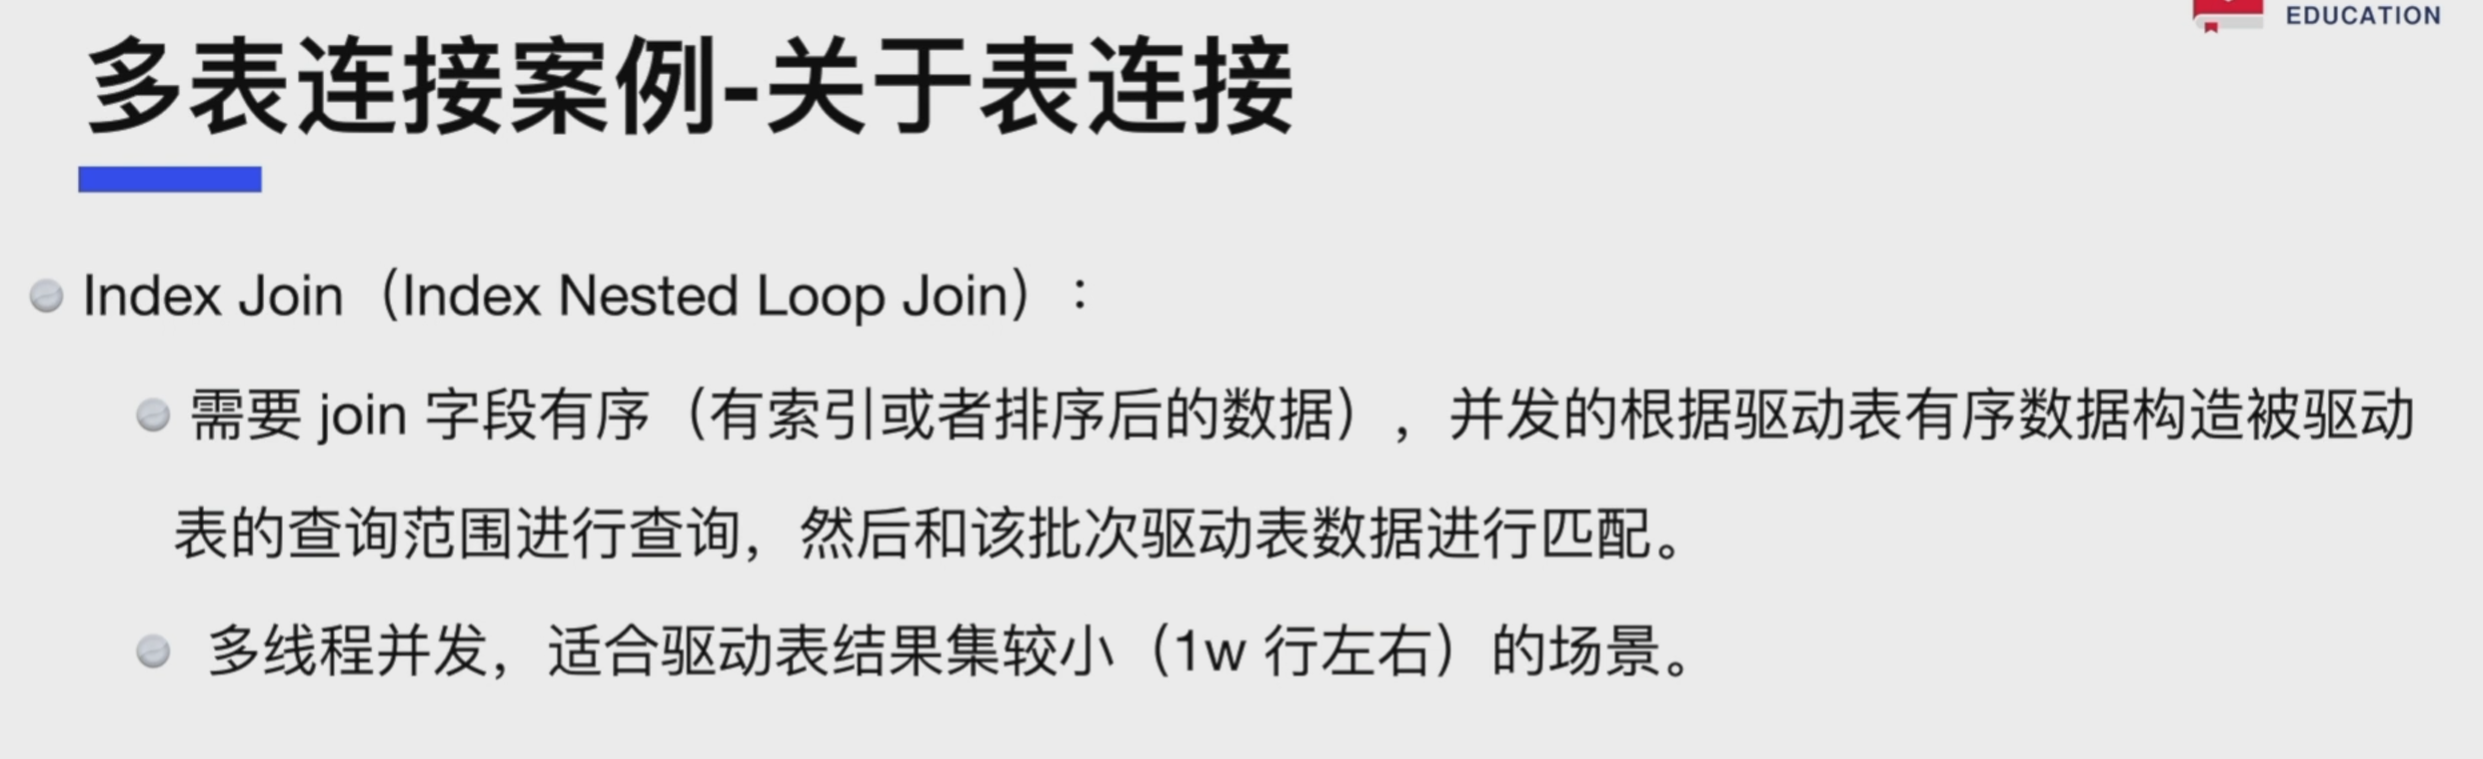 EDUCATION
多表连接案例-关于表连接
Index Join（Index Nested Loop Join）：
需要 join 字段有序（有索引或者排序后的数据），并发的根据驱动表有序数据构造被驱动
表的查询范围进行查询，然后和该批次驱动表数据进行匹配。
多线程并发，适合驱动表结果集较小（1w 行左右）的场景。